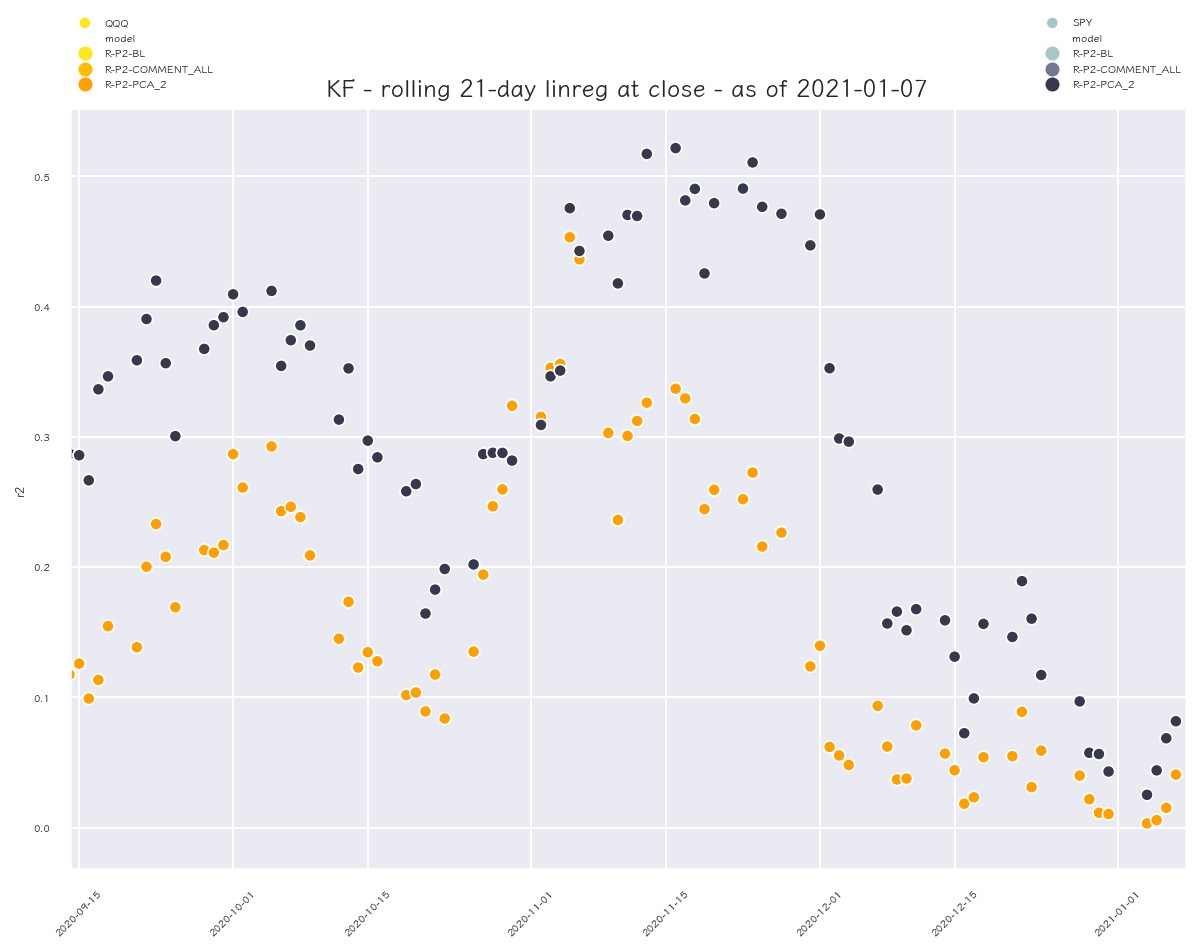 QQQ
model
R-P2-BL
R-P2-COMMENT_ALL
R-P2-PCA_2
SPY
model
R-P2-BL
R-P2-COMMENT_ALL
R-P2-PCA_2
KF - rolling 21-day linreg at close - as of 2021-01-07
0.5
0.4
0.3
r2
0.2
0.1
0.0
2020-09-15
2020-10-01
2020-10-15
2020-11-01
2020-11-15
2020-12-01
2020-12-15
2021-01-01